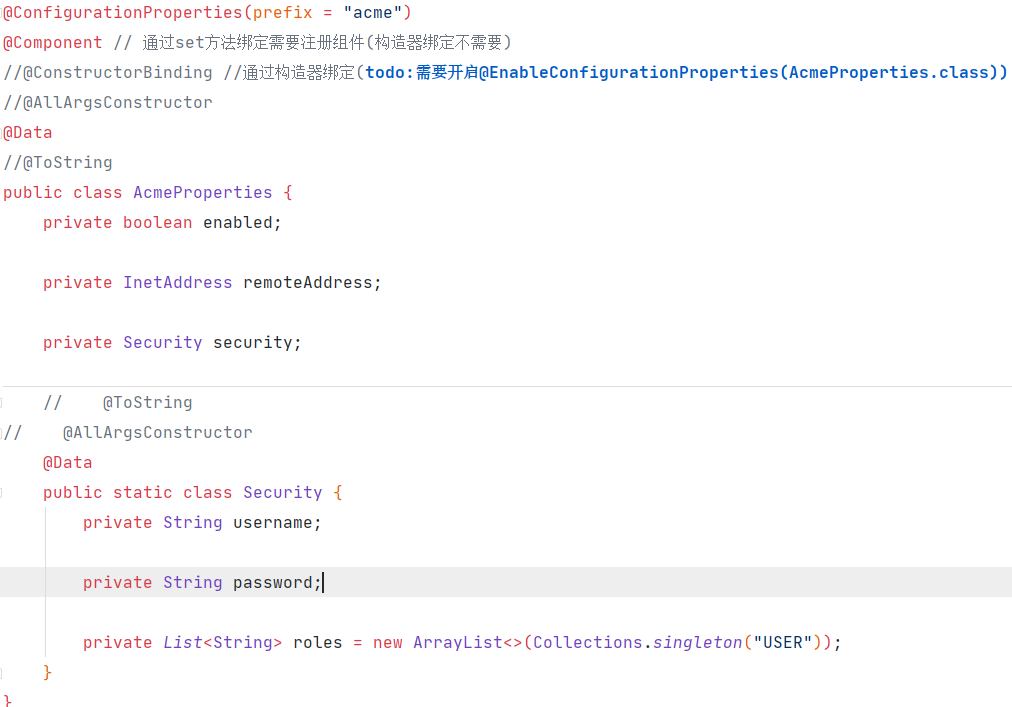 @ConfigurationProperties(prefix = "acme")
@Component // 通过set方法绑定需要注册组件(构造器绑定不需要)
//@ConstructorBinding //通过构造器绑定(todo:需要开启@EnableConfigurationProperties(AcmeProperties.class))
//@AllArgsConstructor
@Data
//@ToString
public class AcmeProperties {
    private boolean enabled;
    private InetAddress remoteAddress;
    private Security security;
    //    @ToString
//    @AllArgsConstructor
    @Data
    public static class Security {
        private String username;
        private String password;
        private List<String> roles = new ArrayList<>(Collections.singleton("USER"));
    }
}